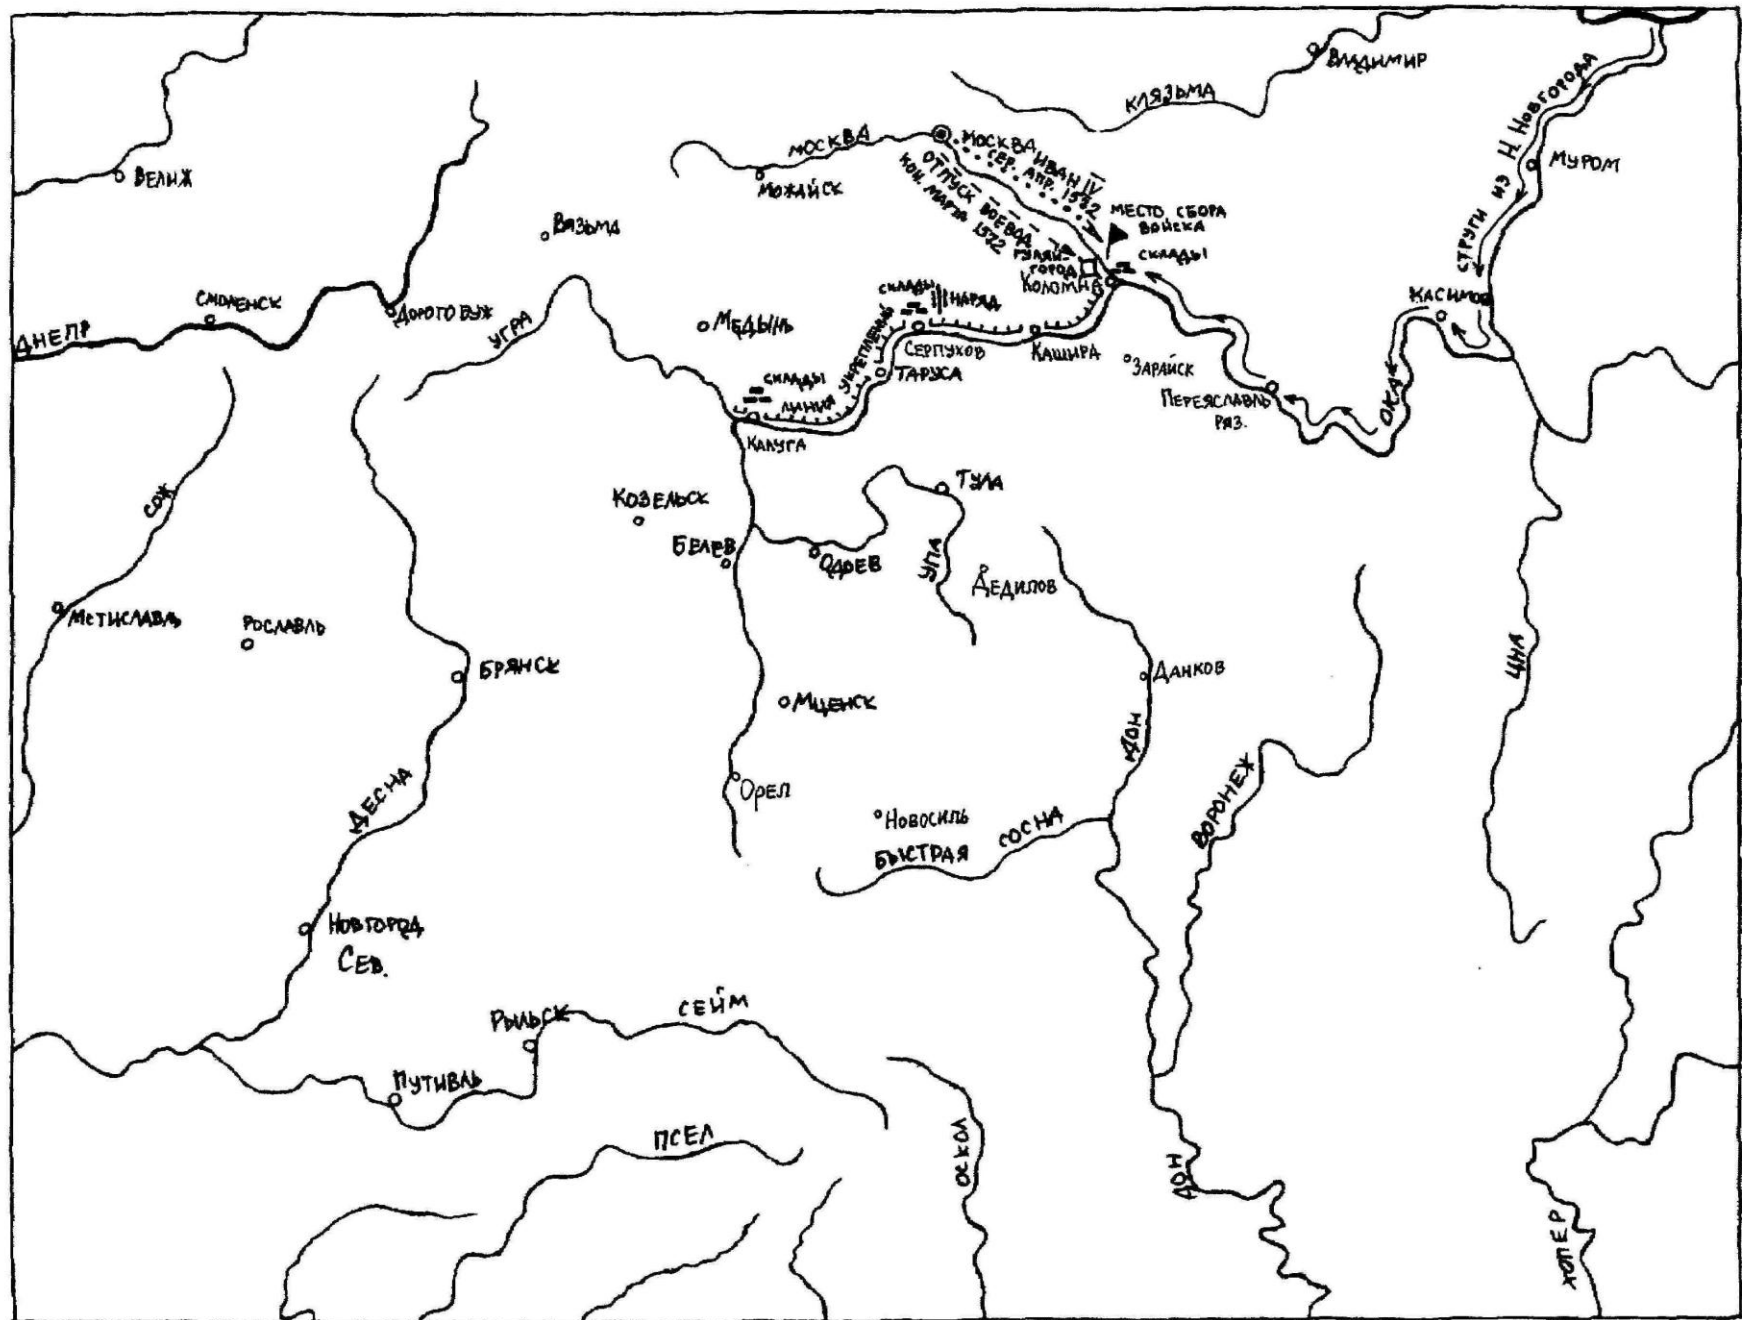 ВЛАДИМИР
КЛЯЗЬМА
СТРУГИ ИЗ Н. НОВГОРОДА
МУРОМ
МОСКВА
МОСКВА
ИВАН IV
СЕР. АПР. 1572
ОТПУСК ВОЕВОД
КОН. МАРТА 1572
МОЖАЙСК
ВЕЛИЖ
ВЯЗЬМА
МЕСТО СБОРА
ВОЙСКА
СКЛАДЫ
ГУЛЯЙ-
ГОРОД
КОЛОМНА
КАСИМОВ
СКЛАДЫ
НАРЯД
СМОЛЕНСК
ДОРОГОБУЖ
ДНЕПР
УГРА
МЕДЫНЬ
СЕРПУХОВ
КАШИРА
ЗАРАЙСК
ТАРУСА
ЛИНИЯ УКРЕПЛЕНИЙ
СКЛАДЫ
ПЕРЕЯСЛАВЛЬ
РЯЗ.
ОКА
КАЛУГА
ТУЛА
КОЗЕЛЬСК
СОЖ
БЕЛЕВ
ОДОЕВ
УПА
ДЕДИЛОВ
МСТИСЛАВЛЬ
РОСЛАВЛЬ
БРЯНСК
ДАНКОВ
ЦНА
МЦЕНСК
ДОН
ОРЕЛ
ВОРОНЕЖ
ДЕСНА
НОВОСИЛЬ
БЫСТРАЯ СОСНА
НОВГОРОД
СЕВ.
РЫЛЬСК
СЕЙМ
ПУТИВЛЬ
ПСЕЛ
ОСКОЛ
ДОН
ХОПЕР